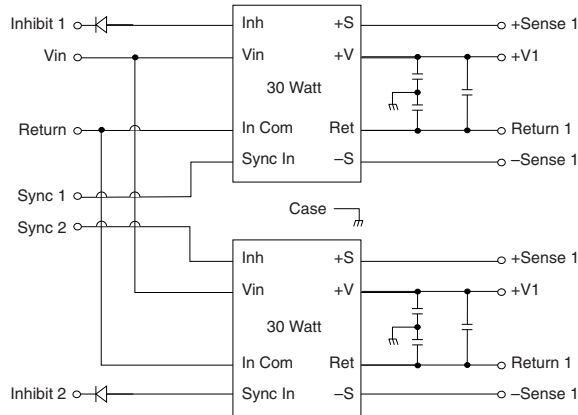 Inhibit 1 Inh +S +Sense 1
Vin Vin +V +V1
30 Watt
Return In Com Ret Return 1
Sync In –S –Sense 1
Sync 1
Case
Sync 2
Inh +S +Sense 1
Vin +V +V1
30 Watt
In Com Ret Return 1
Inhibit 2 Sync In –S –Sense 1